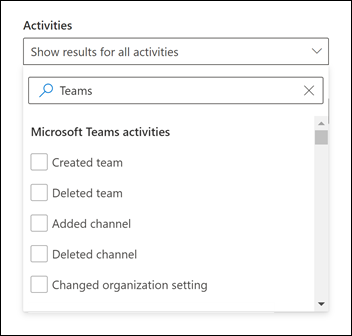 Activities
Show results for all activities
Teams
Microsoft Teams activities
Created team
Deleted team
Added channel
Deleted channel
Changed organization setting